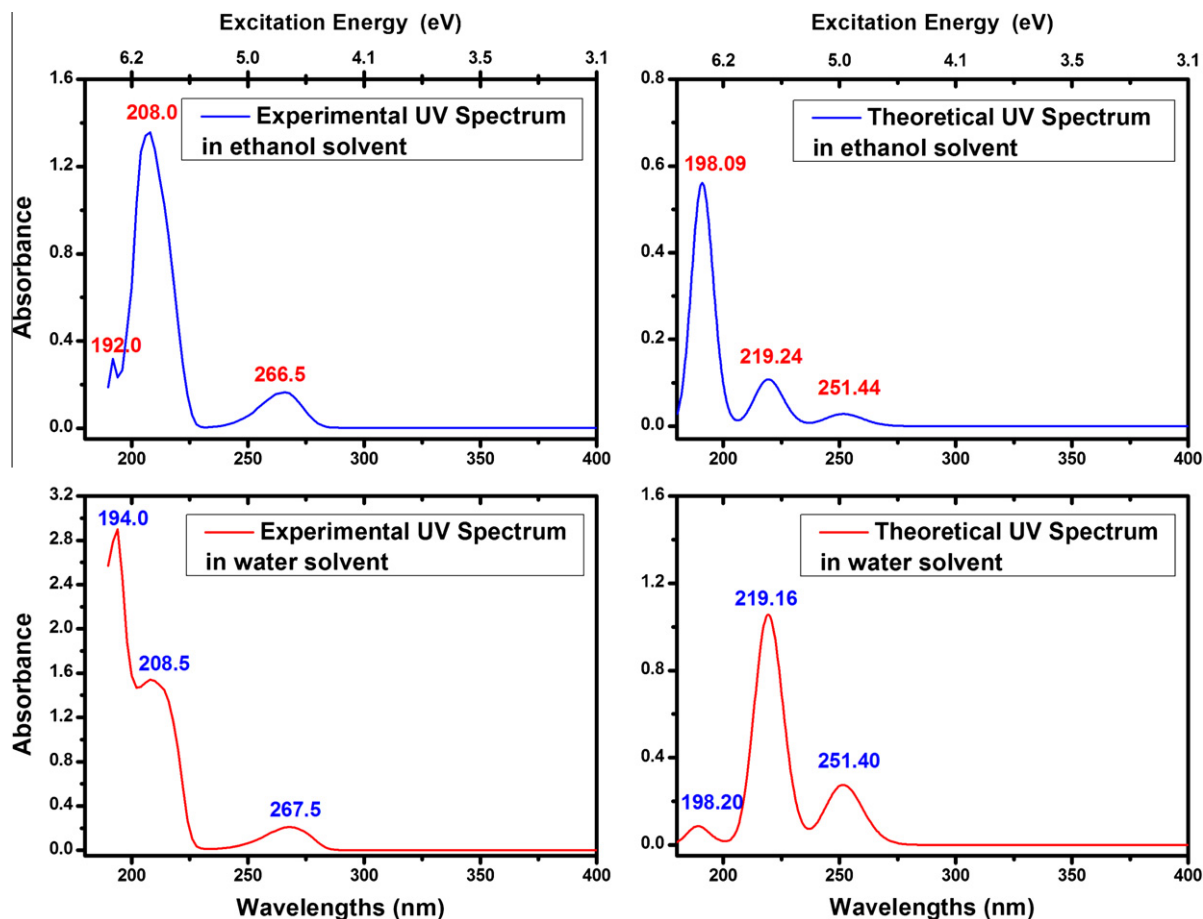 Excitation Energy (eV)
6.2 5.0 4.1 3.5 3.1
1.6
1.2
0.8
0.4
0.0
Absorbance
Experimental UV Spectrum
in ethanol solvent
208.0
192.0
266.5
200 250 300 350 400
Excitation Energy (eV)
6.2 5.0 4.1 3.5 3.1
0.8
0.6
0.4
0.2
0.0
Theoretical UV Spectrum
in ethanol solvent
198.09
219.24
251.44
200 250 300 350 400
3.2
2.8
2.4
2.0
1.6
1.2
0.8
0.4
0.0
Absorbance
Experimental UV Spectrum
in water solvent
194.0
208.5
267.5
200 250 300 350 400
Wavelengths (nm)
1.6
1.2
0.8
0.4
0.0
Theoretical UV Spectrum
in water solvent
219.16
251.40
198.20
200 250 300 350 400
Wavelengths (nm)